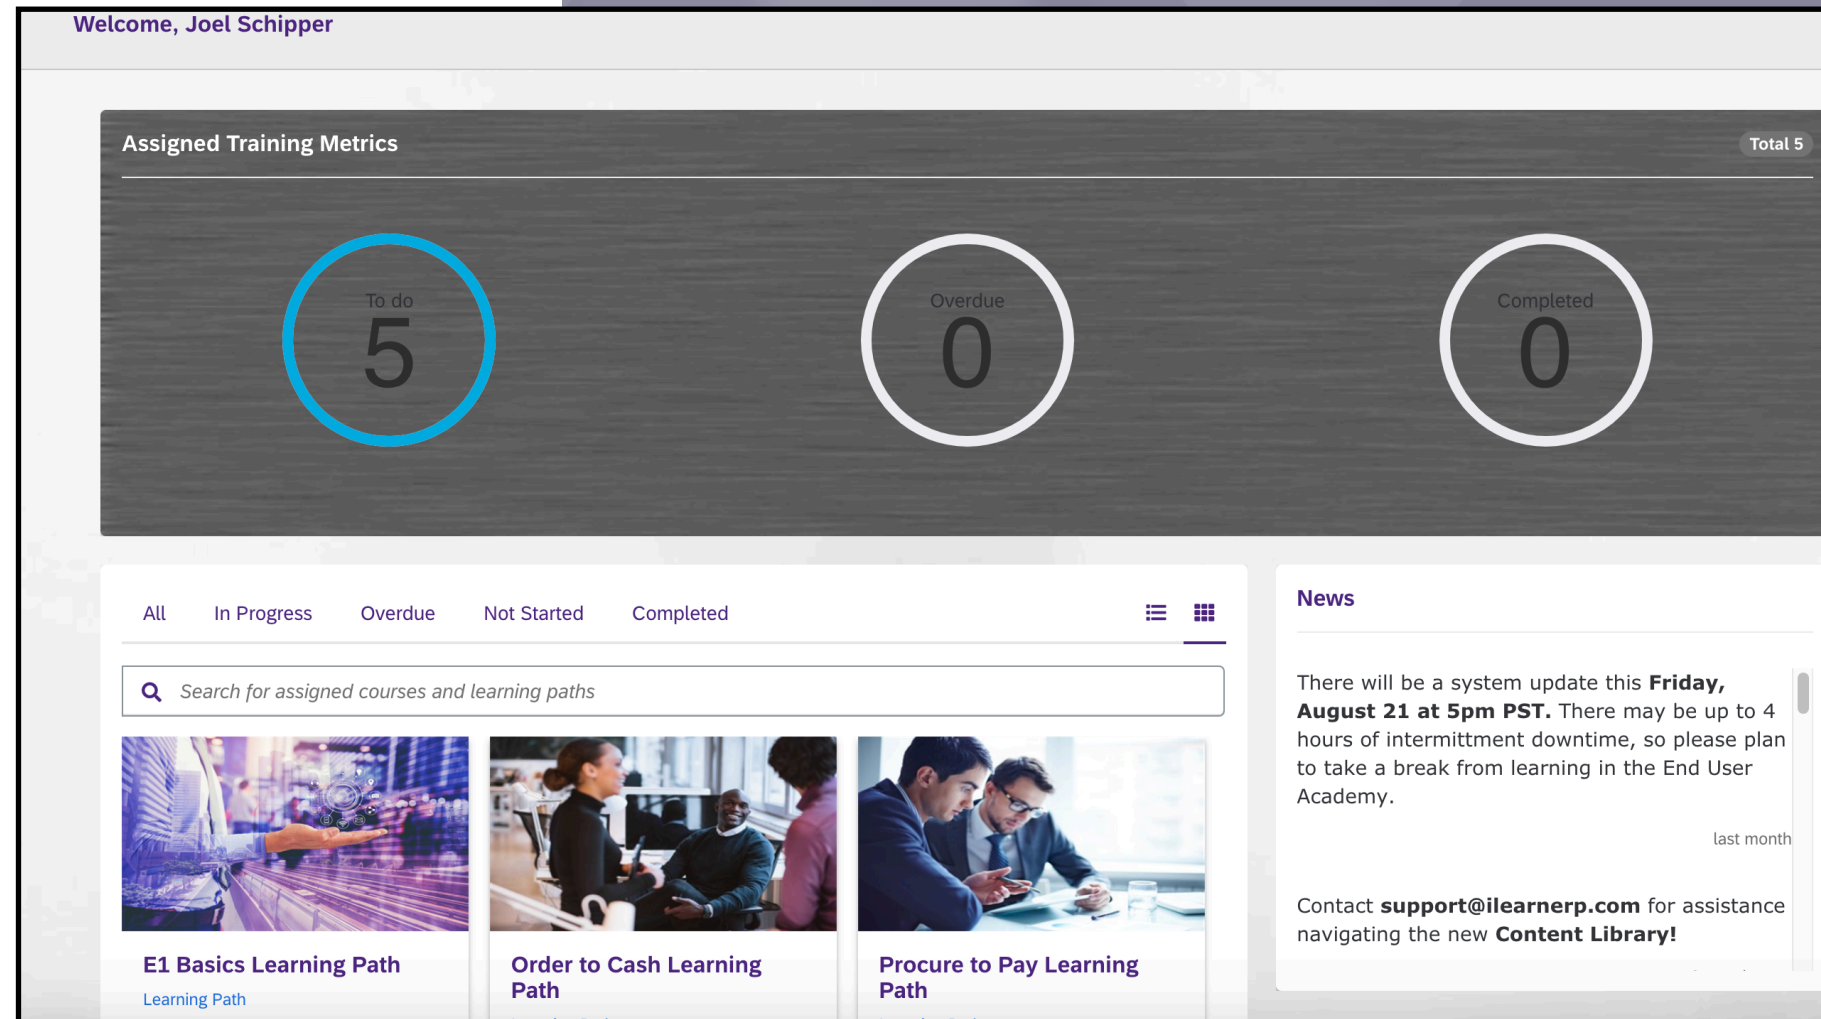 Welcome, Joel Schipper
Assigned Training Metrics
Total 5
To do
5
Overdue
0
Completed
0
All
In Progress
Overdue
Not Started
Completed
Search for assigned courses and learning paths
E1 Basics Learning Path
Learning Path
Order to Cash Learning
Path
Procure to Pay Learning
Path
News
There will be a system update this Friday,
August 21 at 5pm PST. There may be up to 4
hours of intermittment downtime, so please plan
to take a break from learning in the End User
Academy.
last month
Contact support@ilearnerp.com for assistance
navigating the new Content Library!